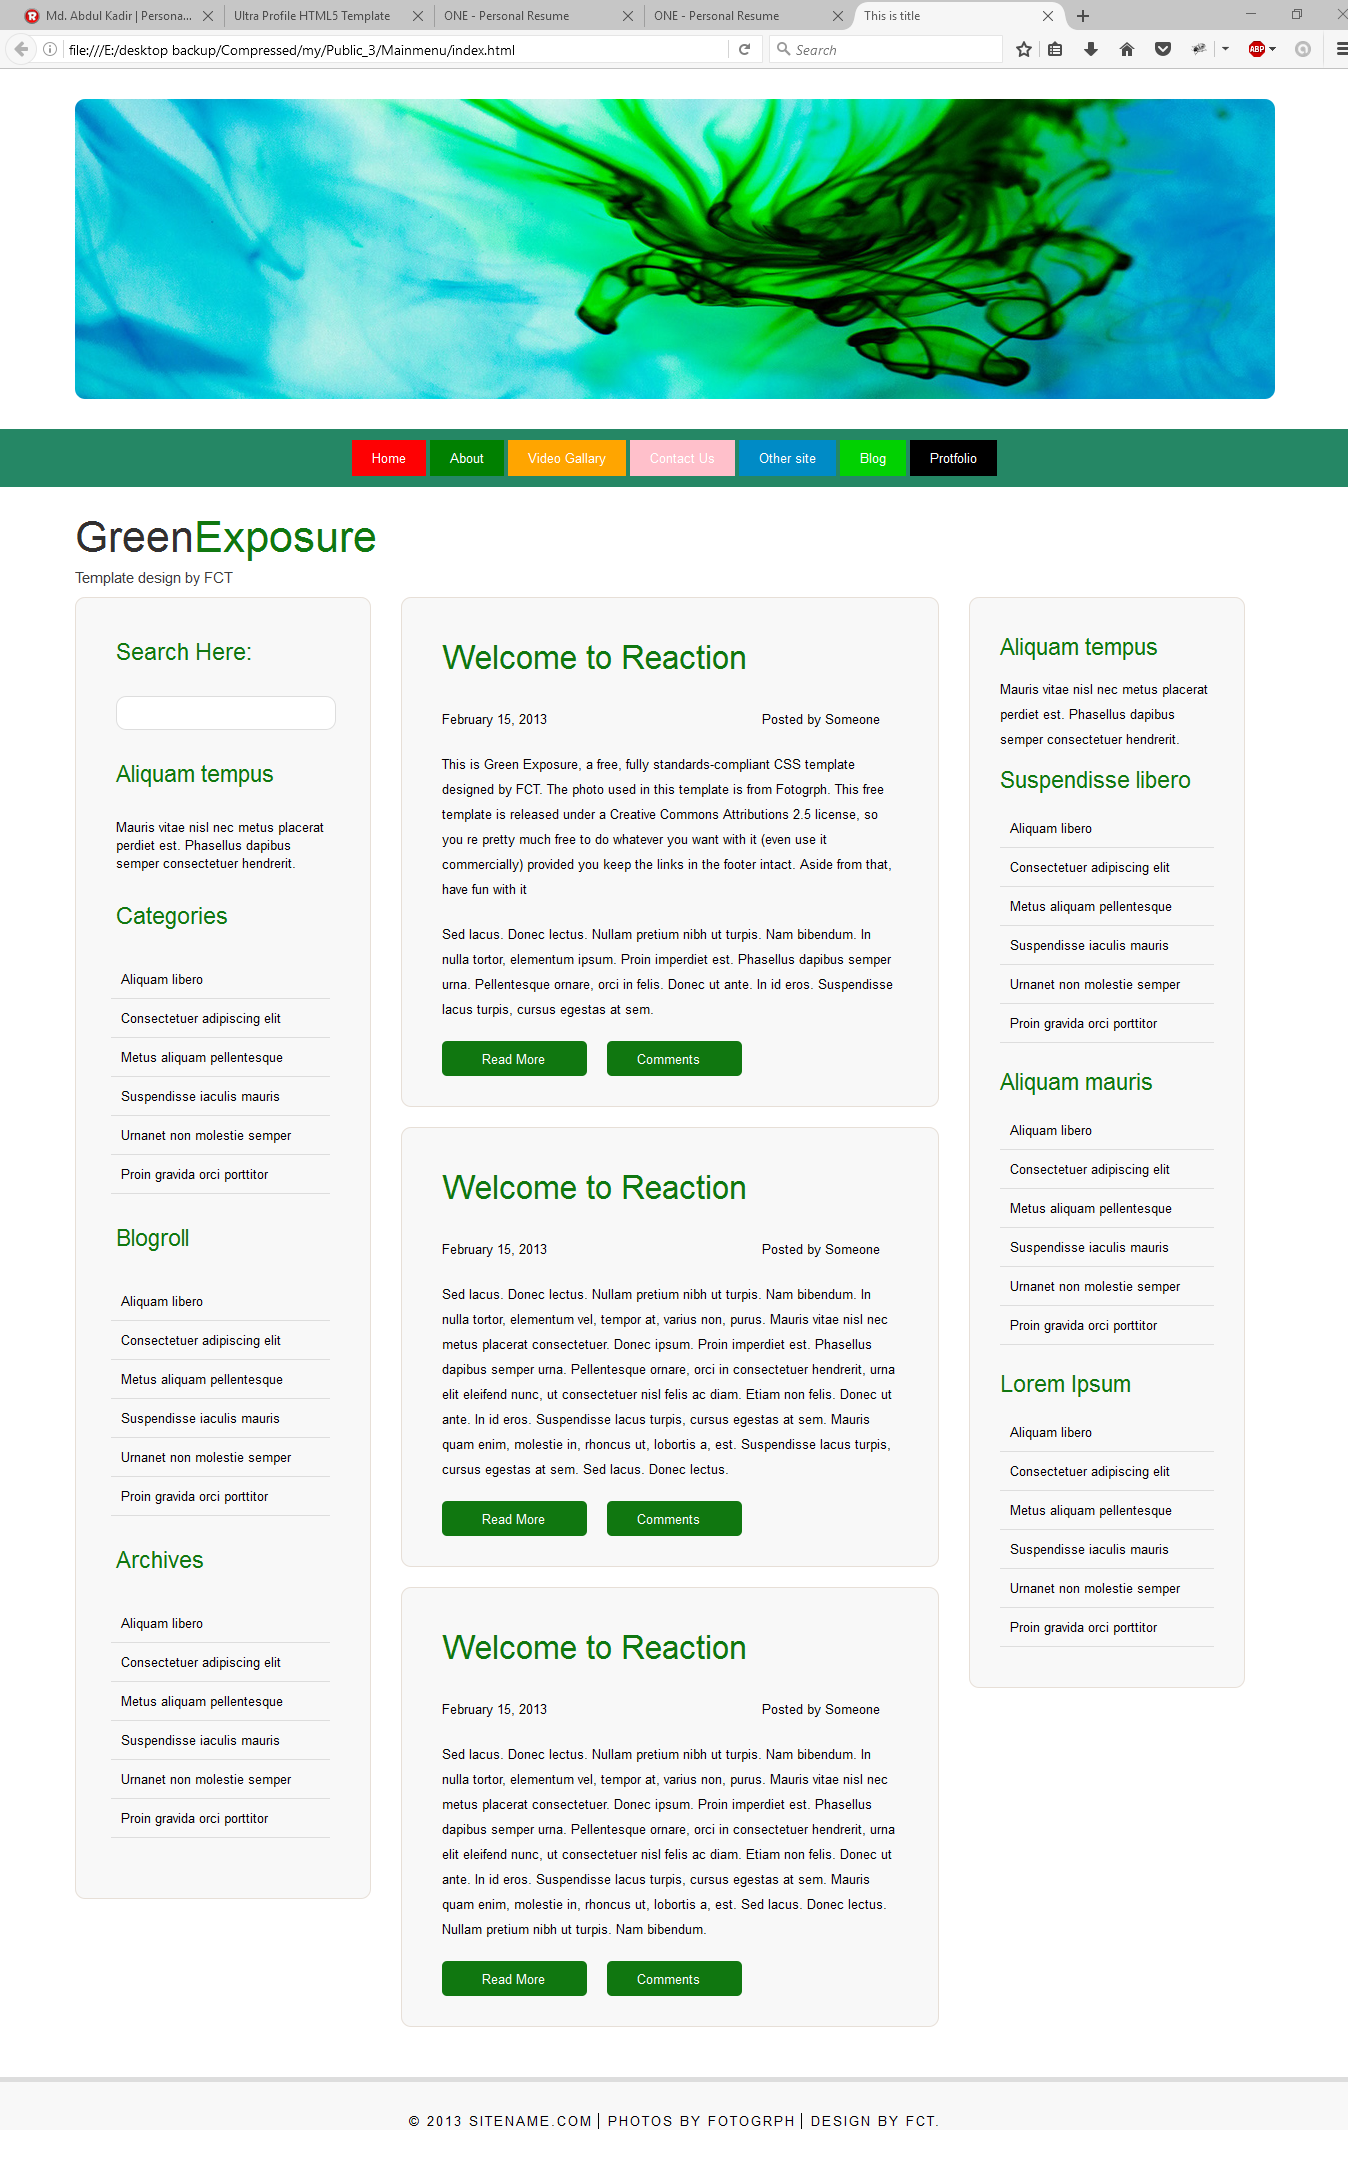 Md. Abdul Kadir | Persona...
Ultra Profile HTML5 Template
ONE - Personal Resume
ONE - Personal Resume
This is title
file:///E:/desktop backup/Compressed/my/Public_3/Mainmenu/index.html
Search
ABP
Home
About
Video Gallary
Contact Us
Other site
Blog
Protfolio
GreenExposure
Template design by FCT
Search Here:
Aliquam tempus
Mauris vitae nisl nec metus placerat
perdiet est. Phasellus dapibus
semper consectetuer hendrerit.
Categories
Aliquam libero
Consectetuer adipiscing elit
Metus aliquam pellentesque
Suspendisse iaculis mauris
Urnanet non molestie semper
Proin gravida orci porttitor
Blogroll
Aliquam libero
Consectetuer adipiscing elit
Metus aliquam pellentesque
Suspendisse iaculis mauris
Urnanet non molestie semper
Proin gravida orci porttitor
Archives
Aliquam libero
Consectetuer adipiscing elit
Metus aliquam pellentesque
Suspendisse iaculis mauris
Urnanet non molestie semper
Proin gravida orci porttitor
Welcome to Reaction
February 15, 2013
Posted by Someone
This is Green Exposure, a free, fully standards-compliant CSS template
designed by FCT. The photo used in this template is from Fotogrph. This free
template is released under a Creative Commons Attributions 2.5 license, so
you re pretty much free to do whatever you want with it (even use it
commercially) provided you keep the links in the footer intact. Aside from that,
have fun with it
Sed lacus. Donec lectus. Nullam pretium nibh ut turpis. Nam bibendum. In
nulla tortor, elementum ipsum. Proin imperdiet est. Phasellus dapibus semper
urna. Pellentesque ornare, orci in felis. Donec ut ante. In id eros. Suspendisse
lacus turpis, cursus egestas at sem.
Read More
Comments
Welcome to Reaction
February 15, 2013
Posted by Someone
Sed lacus. Donec lectus. Nullam pretium nibh ut turpis. Nam bibendum. In
nulla tortor, elementum vel, tempor at, varius non, purus. Mauris vitae nisl nec
metus placerat consectetuer. Donec ipsum. Proin imperdiet est. Phasellus
dapibus semper urna. Pellentesque ornare, orci in consectetuer hendrerit, urna
elit eleifend nunc, ut consectetuer nisl felis ac diam. Etiam non felis. Donec ut
ante. In id eros. Suspendisse lacus turpis, cursus egestas at sem. Mauris
quam enim, molestie in, rhoncus ut, lobortis a, est. Suspendisse lacus turpis,
cursus egestas at sem. Sed lacus. Donec lectus.
Read More
Comments
Welcome to Reaction
February 15, 2013
Posted by Someone
Sed lacus. Donec lectus. Nullam pretium nibh ut turpis. Nam bibendum. In
nulla tortor, elementum vel, tempor at, varius non, purus. Mauris vitae nisl nec
metus placerat consectetuer. Donec ipsum. Proin imperdiet est. Phasellus
dapibus semper urna. Pellentesque ornare, orci in consectetuer hendrerit, urna
elit eleifend nunc, ut consectetuer nisl felis ac diam. Etiam non felis. Donec ut
ante. In id eros. Suspendisse lacus turpis, cursus egestas at sem. Mauris
quam enim, molestie in, rhoncus ut, lobortis a, est. Sed lacus. Donec lectus.
Nullam pretium nibh ut turpis. Nam bibendum.
Read More
Comments
Aliquam tempus
Mauris vitae nisl nec metus placerat
perdiet est. Phasellus dapibus
semper consectetuer hendrerit.
Suspendisse libero
Aliquam libero
Consectetuer adipiscing elit
Metus aliquam pellentesque
Suspendisse iaculis mauris
Urnanet non molestie semper
Proin gravida orci porttitor
Aliquam mauris
Aliquam libero
Consectetuer adipiscing elit
Metus aliquam pellentesque
Suspendisse iaculis mauris
Urnanet non molestie semper
Proin gravida orci porttitor
Lorem Ipsum
Aliquam libero
Consectetuer adipiscing elit
Metus aliquam pellentesque
Suspendisse iaculis mauris
Urnanet non molestie semper
Proin gravida orci porttitor
© 2013 SITENAME.COM | PHOTOS BY FOTOGRPH | DESIGN BY FCT.